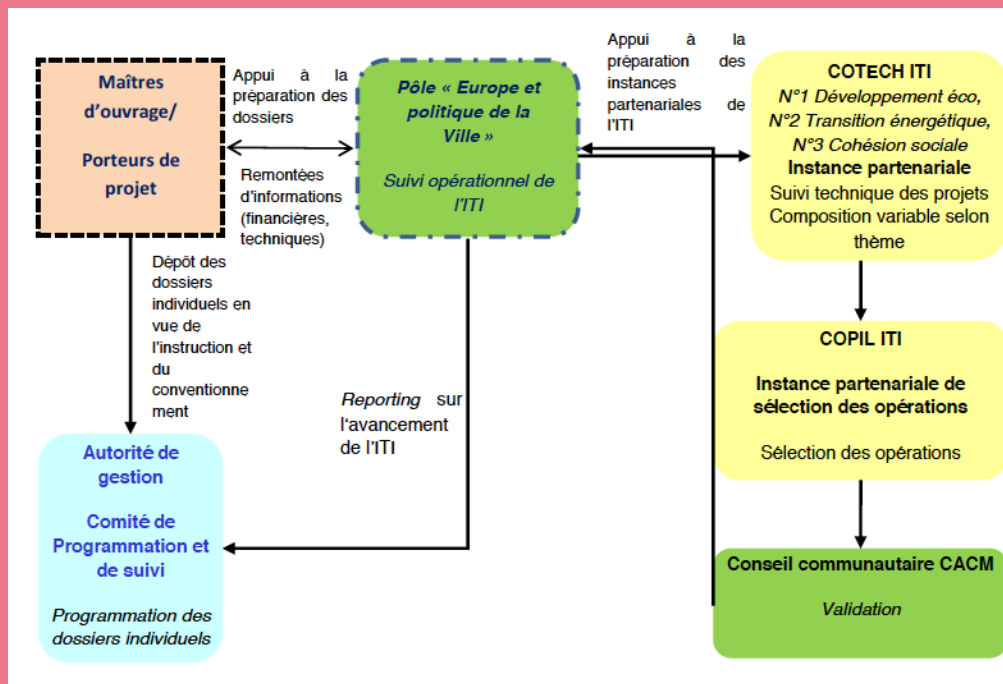 Maîtres
d'ouvrage/
Porteurs de
projet
Appui à la
préparation des
dossiers
Remontées
d'informations
(financières,
techniques)
Pôle « Europe et
politique de la
Ville »
Suivi opérationnel de
l'ITI
Appui à la
préparation des
instances
partenariales de
l'ITI
COTECH ITI
N°1 Développement éco,
N°2 Transition énergétique,
N°3 Cohésion sociale
Instance partenariale
Suivi technique des projets
Composition variable selon
thème
Dépôt des
dossiers
individuels en
vue de
l'instruction et
du
conventionne
ment
Reporting sur
l'avancement
de l'ITI
COPIL ITI
Instance partenariale de
sélection des opérations
Sélection des opérations
Autorité de
gestion
Comité de
Programmation et
de suivi
Programmation des
dossiers individuels
Conseil communautaire CACM
Validation